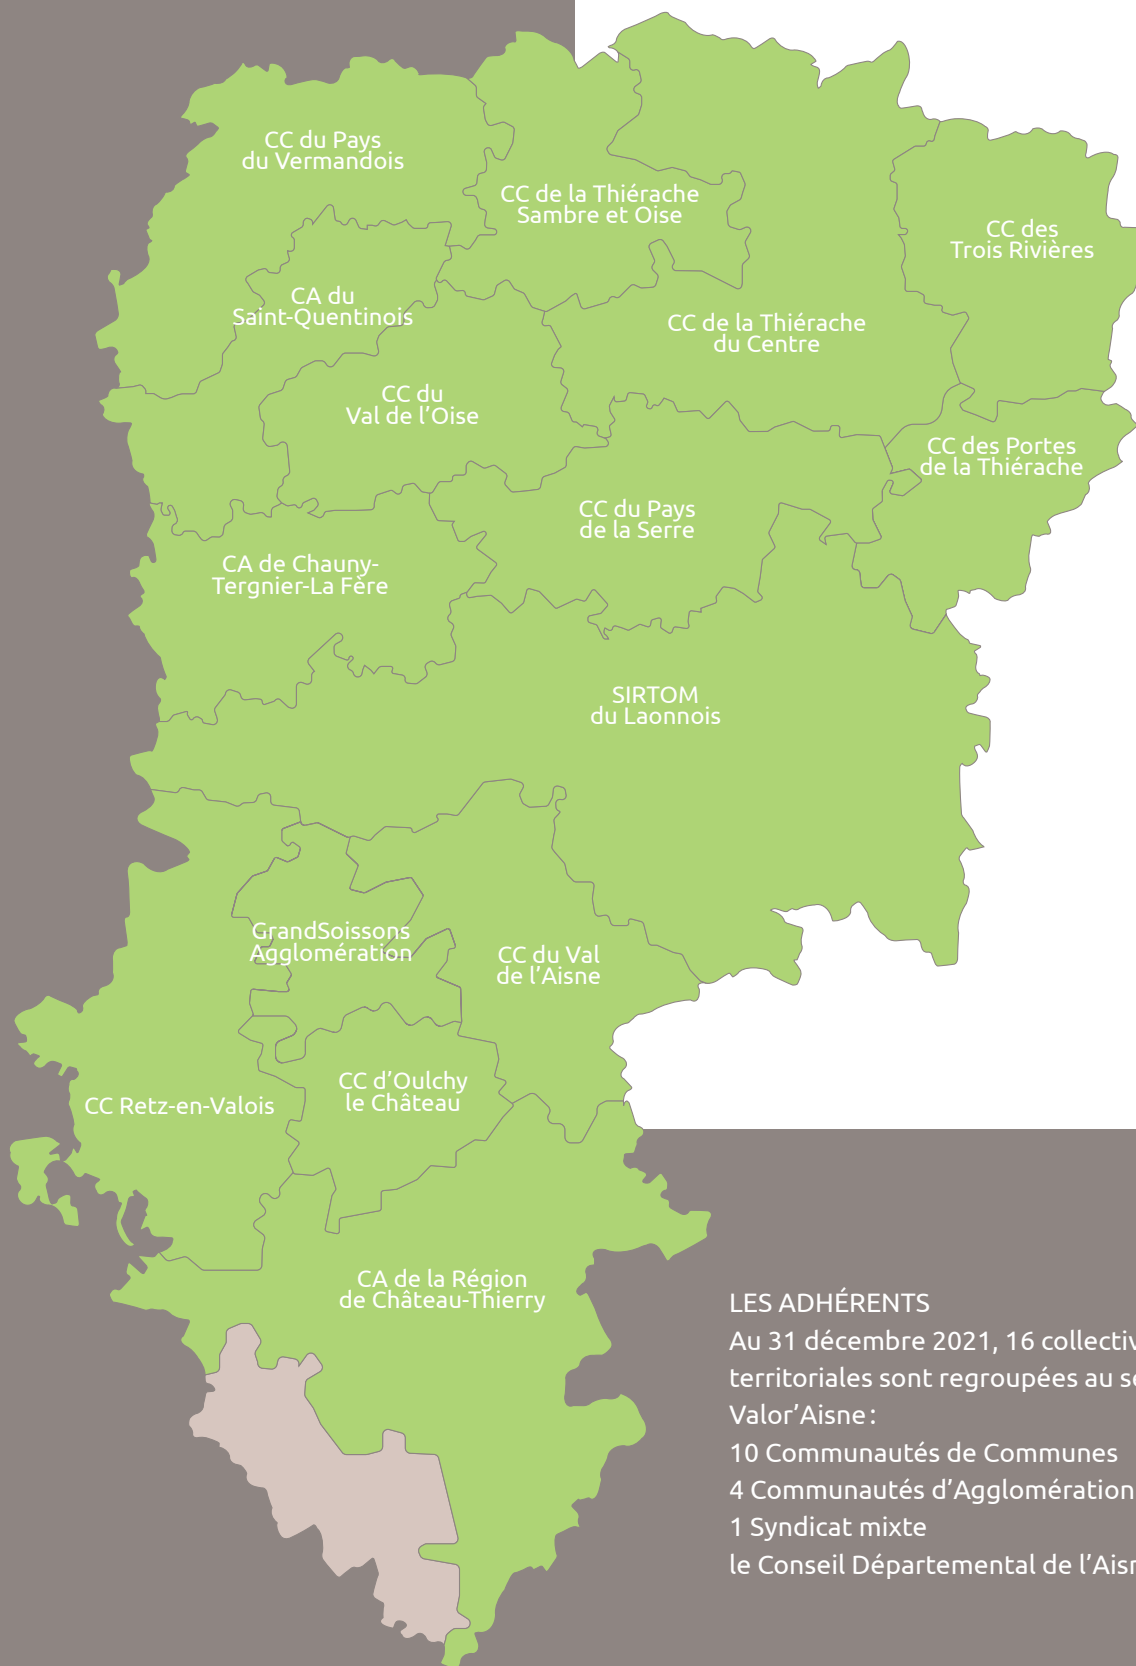 CC du Pays
du Vermandois
CC de la Thiérache
Sambre et Oise
CC des
Trois Rivières
CA du
Saint-Quentinois
CC de la Thiérache
du Centre
CC du
Val de l’Oise
CC des Portes
de la Thiérache
CC du Pays
de la Serre
CA de Chauny-
Tergnier-La Fère
SIRTOM
du Laonnois
GrandSoissons
Agglomération
CC du Val
de l’Aisne
CC d’Oulchy
le Château
CC Retz-en-Valois
CA de la Région
de Château-Thierry
LES ADHÉRENTS
Au 31 décembre 2021, 16
territoriales sont regroupées au
Valor’Aisne :
10 Communautés de Communes
4 Communautés d’Agglomération
1 Syndicat mixte
le Conseil Départemental de